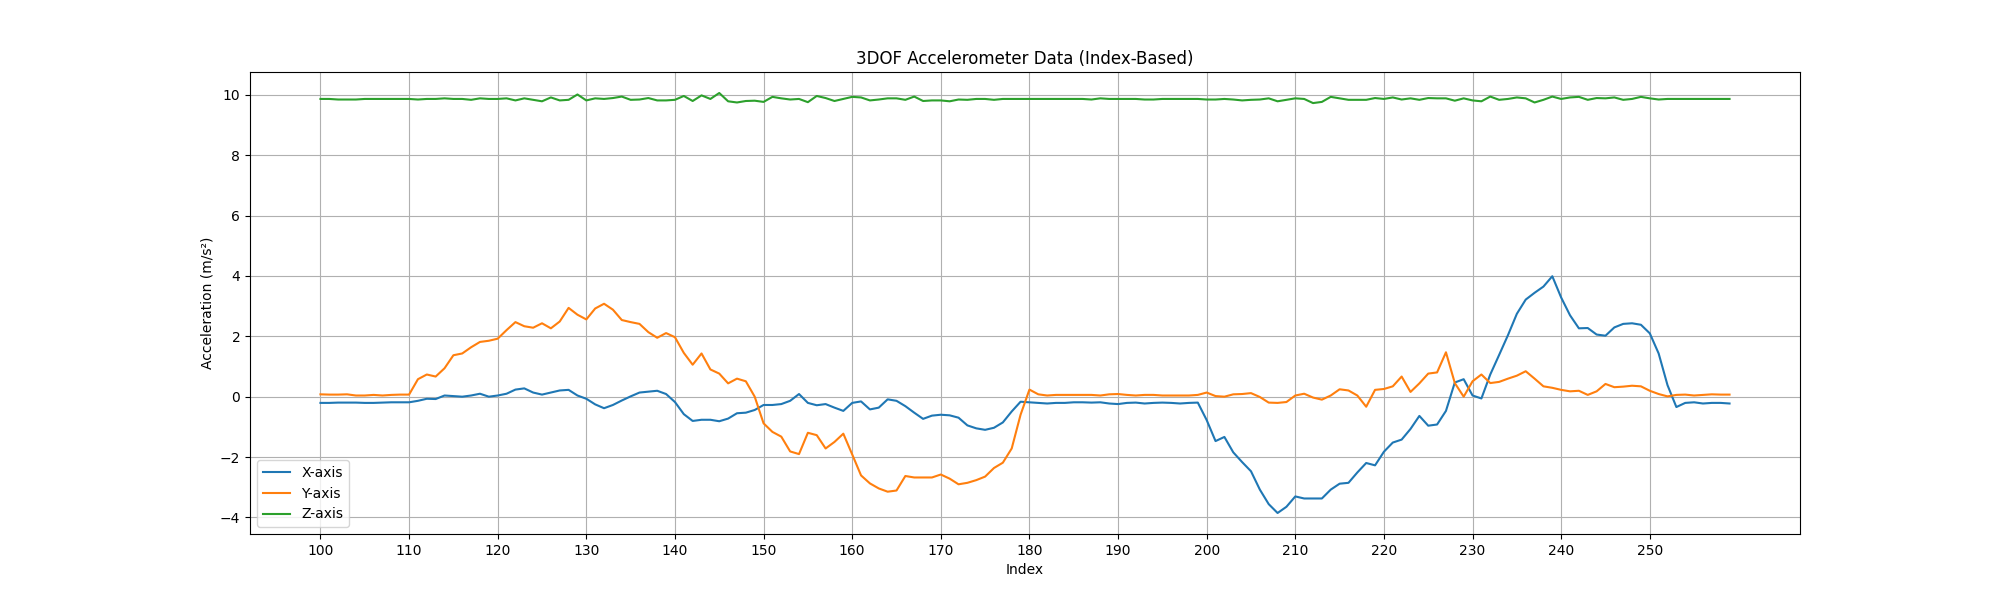 3DOF Accelerometer Data (Index-Based)
Acceleration (m/s²)
10
8
6
4
2
0
−2
−4
X-axis
Y-axis
Z-axis
100 110 120 130 140 150 160 170 180 190 200 210 220 230 240 250
Index